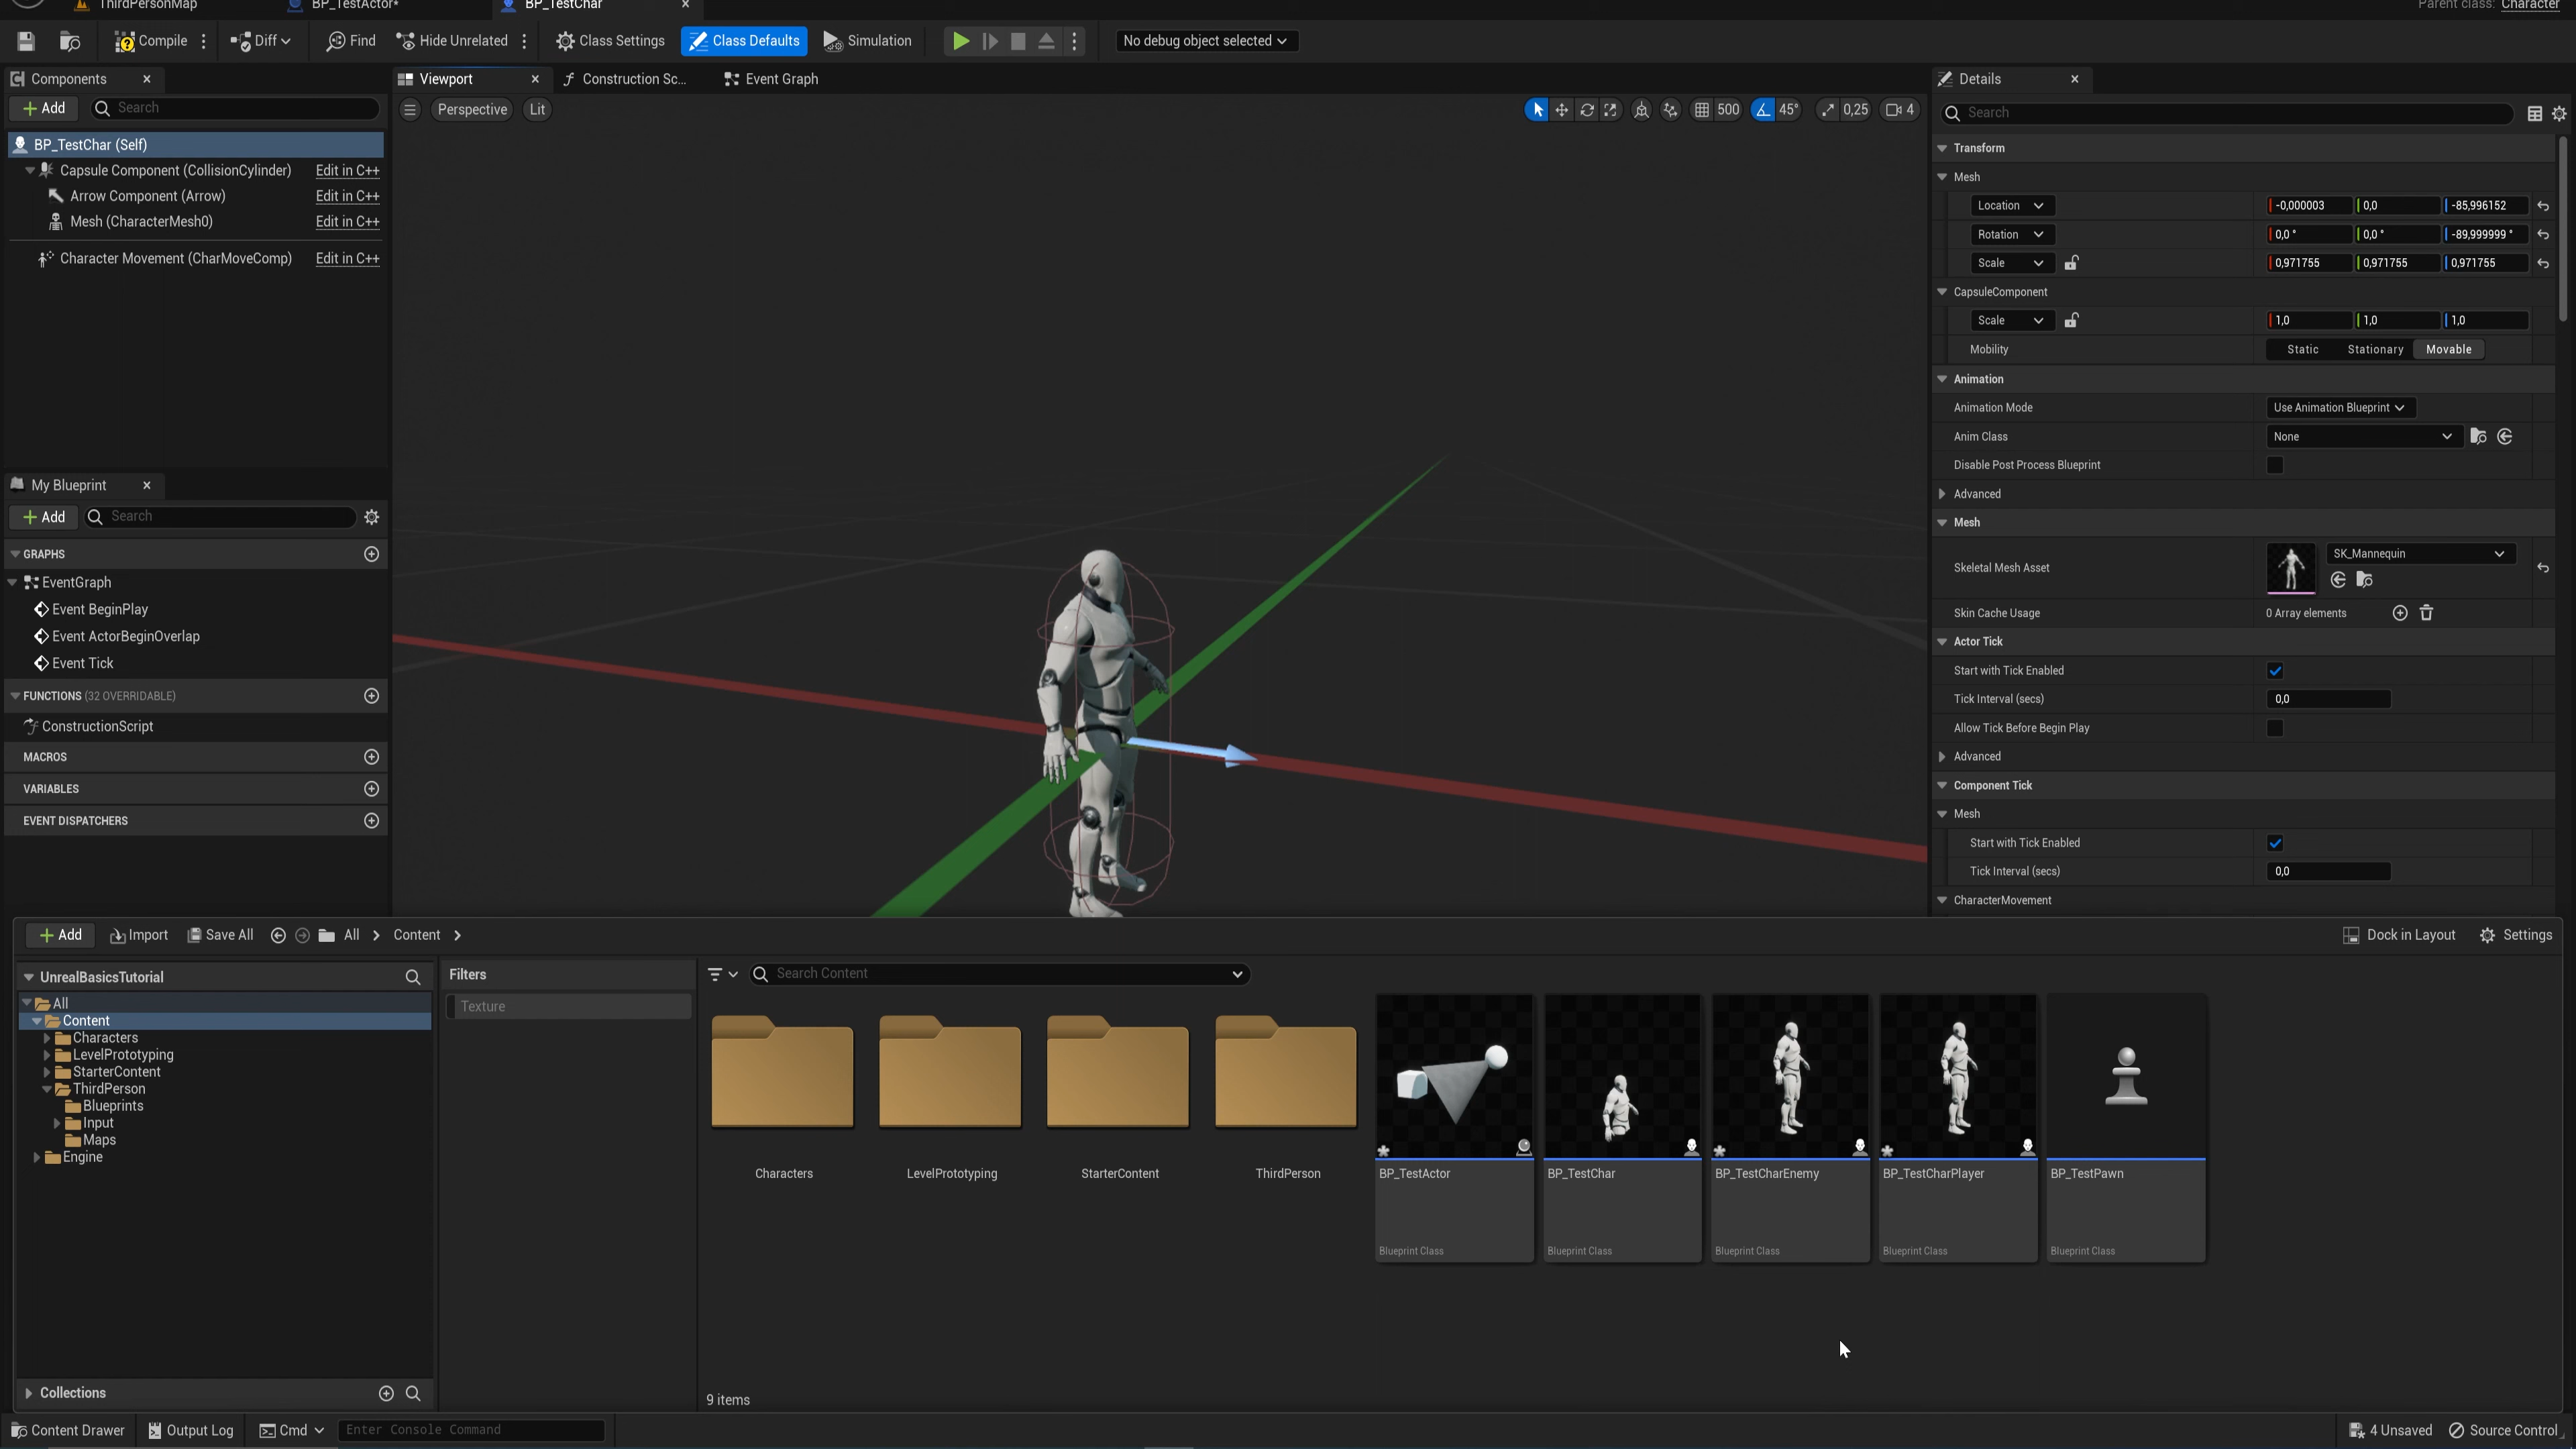 ThirdPersonMap
BP_TestActor*
BP_TestChar
Parent class: Character
Compile
Diff
Find
Hide Unrelated
Class Settings
Class Defaults
Simulation
No debug object selected
Components
Add
Search
BP_TestChar (Self)
Capsule Component (CollisionCylinder) Edit in C++
Arrow Component (Arrow) Edit in C++
Mesh (CharacterMesh0) Edit in C++
Character Movement (CharMoveComp) Edit in C++
My Blueprint
Add
Search
GRAPHS
EventGraph
Event BeginPlay
Event ActorBeginOverlap
Event Tick
FUNCTIONS (32 OVERRIDABLE)
ConstructionScript
MACROS
VARIABLES
EVENT DISPATCHERS
Viewport
Construction Sc...
Event Graph
Perspective
Lit
500
45°
0,25
4
Details
Search
Transform
Mesh
Location -0,000003 0,0 -85,996152
Rotation 0,0 ° 0,0 ° -89,999999 °
Scale 0,971755 0,971755 0,971755
CapsuleComponent
Scale 1,0 1,0 1,0
Mobility Static Stationary Movable
Animation
Animation Mode Use Animation Blueprint
Anim Class None
Disable Post Process Blueprint
Advanced
Mesh
Skeletal Mesh Asset SK_Mannequin
Skin Cache Usage 0 Array elements
Actor Tick
Start with Tick Enabled
Tick Interval (secs) 0,0
Allow Tick Before Begin Play
Advanced
Component Tick
Mesh
Start with Tick Enabled
Tick Interval (secs) 0,0
CharacterMovement
Add
Import
Save All
All
Content
Dock in Layout
Settings
UnrealBasicsTutorial
All
Content
Characters
LevelPrototyping
StarterContent
ThirdPerson
Blueprints
Input
Maps
Engine
Collections
Filters
Texture
Search Content
Characters
LevelPrototyping
StarterContent
ThirdPerson
BP_TestActor
Blueprint Class
BP_TestChar
Blueprint Class
BP_TestCharEnemy
Blueprint Class
BP_TestCharPlayer
Blueprint Class
BP_TestPawn
Blueprint Class
9 items
Content Drawer
Output Log
Cmd
Enter Console Command
4 Unsaved
Source Control